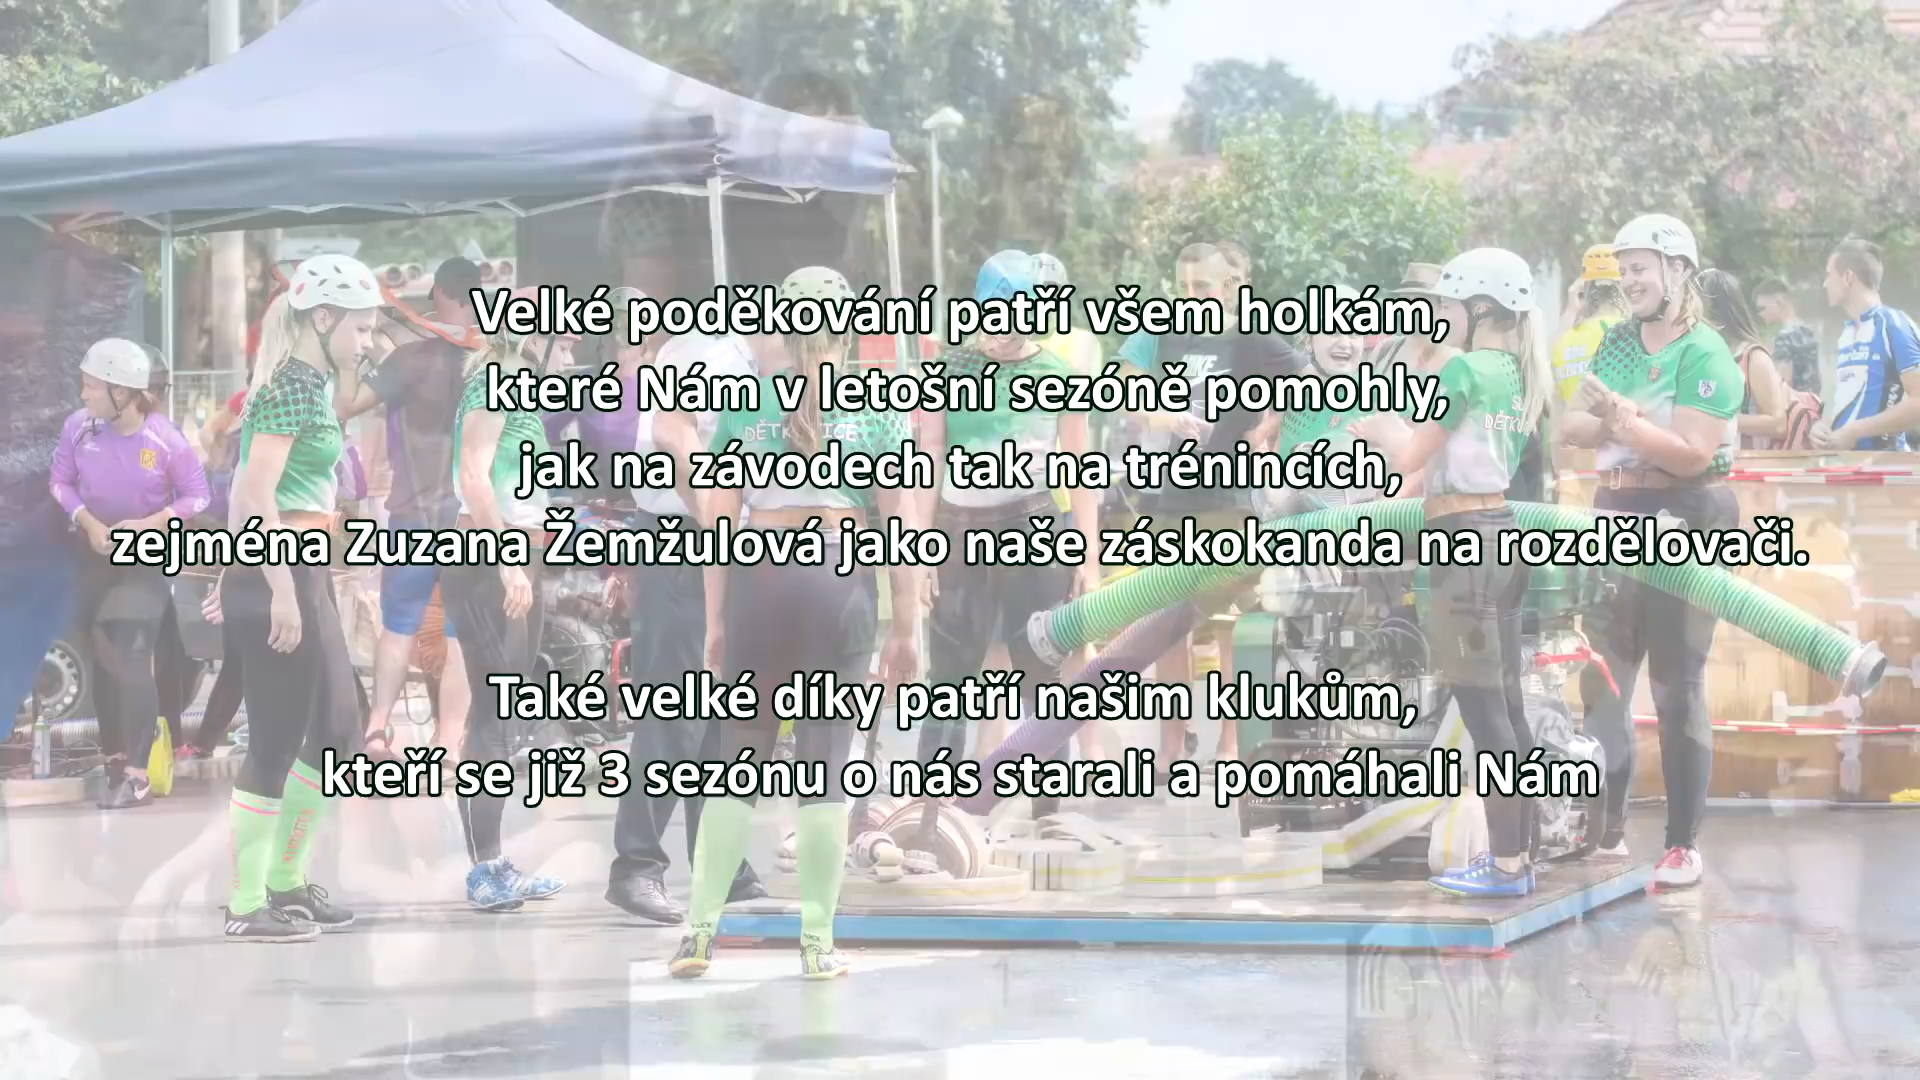 Velké poděkování patří všem holkám,
které Nám v letošní sezóně pomohly,
jak na závodech tak na trénincích,
zejména Zuzana Žemžulová jako naše záskokanda na rozdělovači.
Také velké díky patří našim klukům,
kteří se již 3 sezónu o nás starali a pomáhali Nám